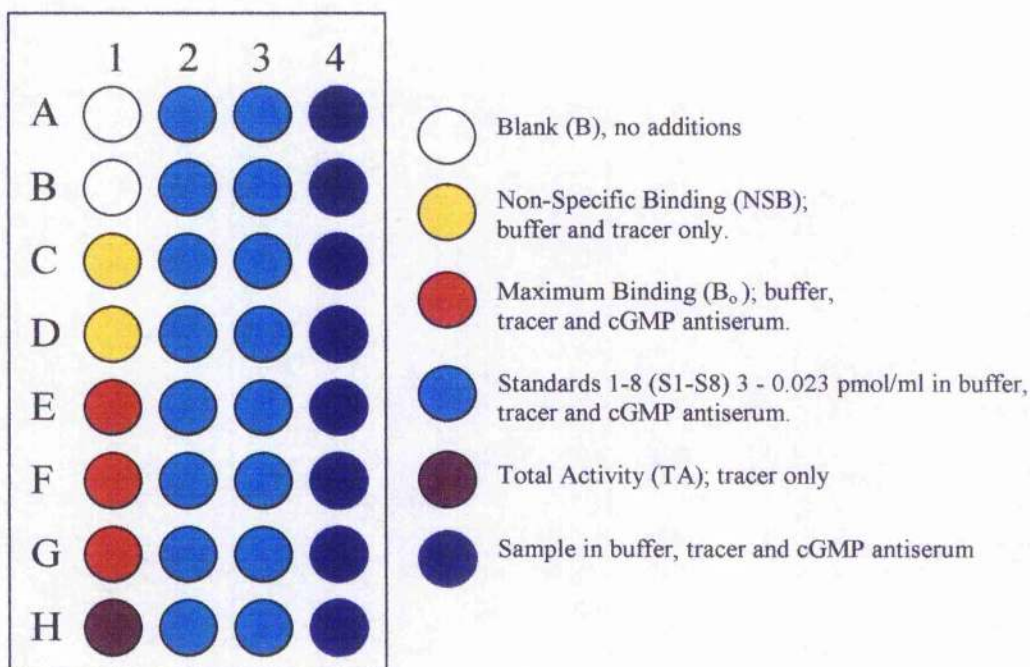 1 2 3 4
A
B
C
D
E
F
G
H
Blank (B), no additions
Non-Specific Binding (NSB);
buffer and tracer only.
Maximum Binding (Bₒ); buffer,
tracer and cGMP antiserum.
Standards 1-8 (S1-S8) 3 - 0.023 pmol/ml in buffer,
tracer and cGMP antiserum.
Total Activity (TA); tracer only
Sample in buffer, tracer and cGMP antiserum